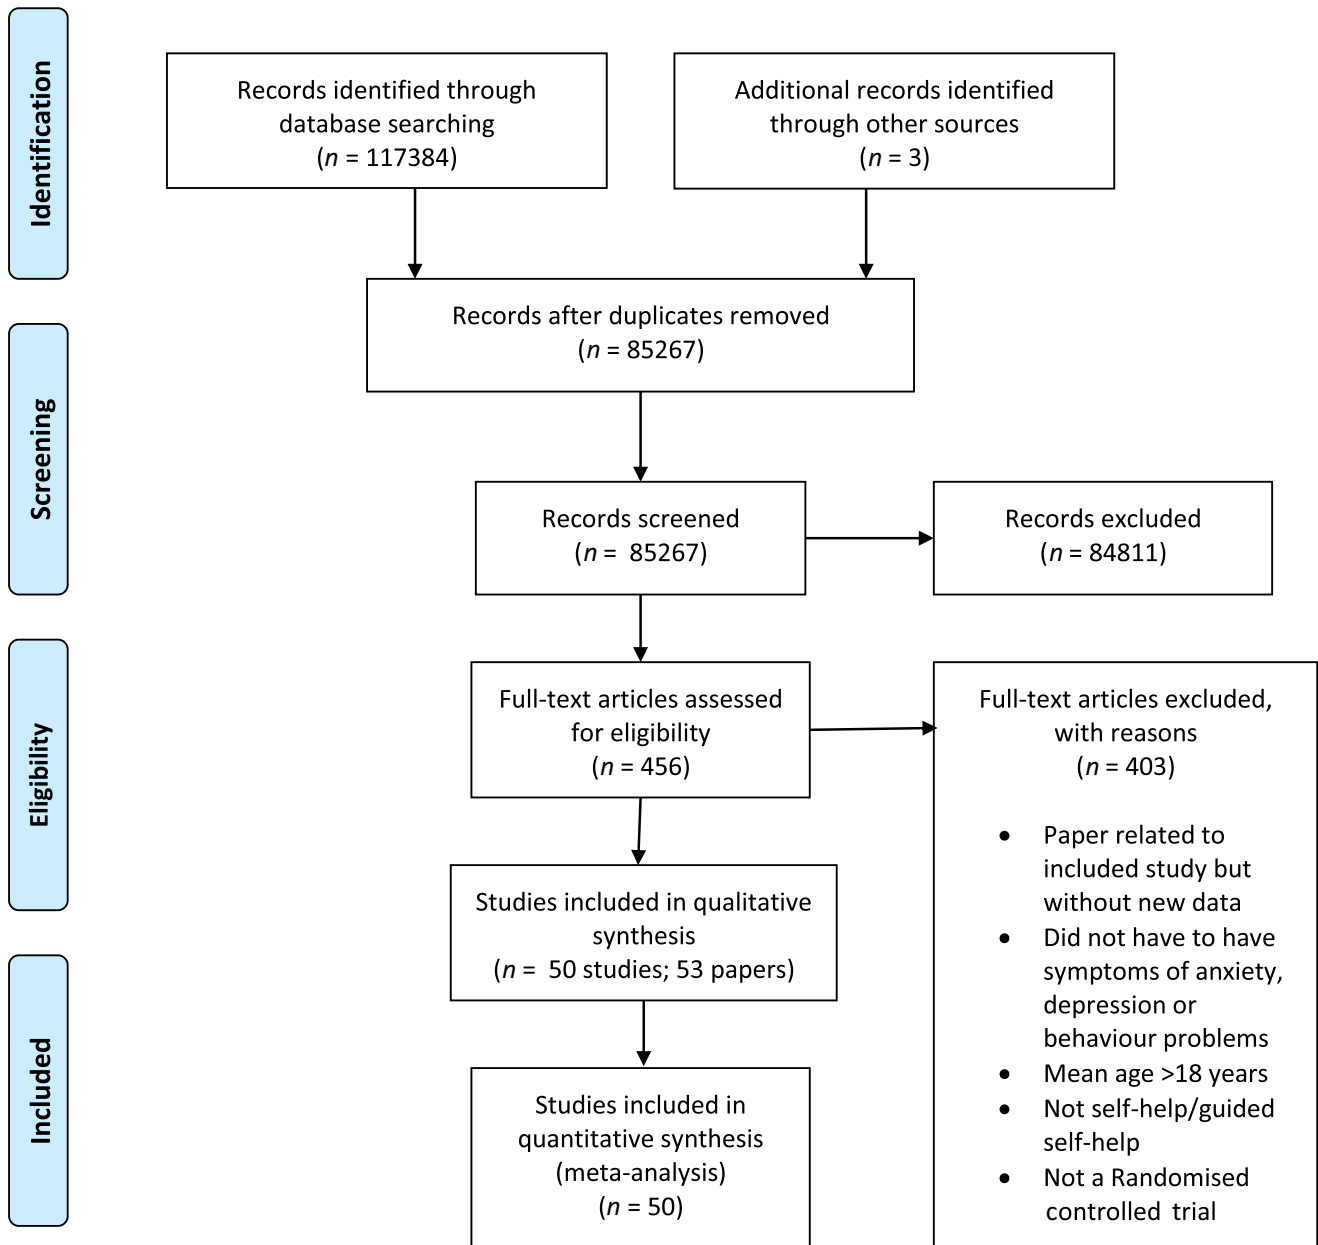 Identification
Records identified through
database searching
(n = 117384)
Additional records identified
through other sources
(n = 3)
Records after duplicates removed
(n = 85267)
Screening
Records screened
(n = 85267)
Records excluded
(n = 84811)
Eligibility
Full-text articles assessed
for eligibility
(n = 456)
Full-text articles excluded,
with reasons
(n = 403)
• Paper related to
included study but
without new data
• Did not have to have
symptoms of anxiety,
depression or
behaviour problems
• Mean age >18 years
• Not self-help/guided
self-help
• Not a Randomised
controlled trial
Studies included in qualitative
synthesis
(n = 50 studies; 53 papers)
Included
Studies included in
quantitative synthesis
(meta-analysis)
(n = 50)